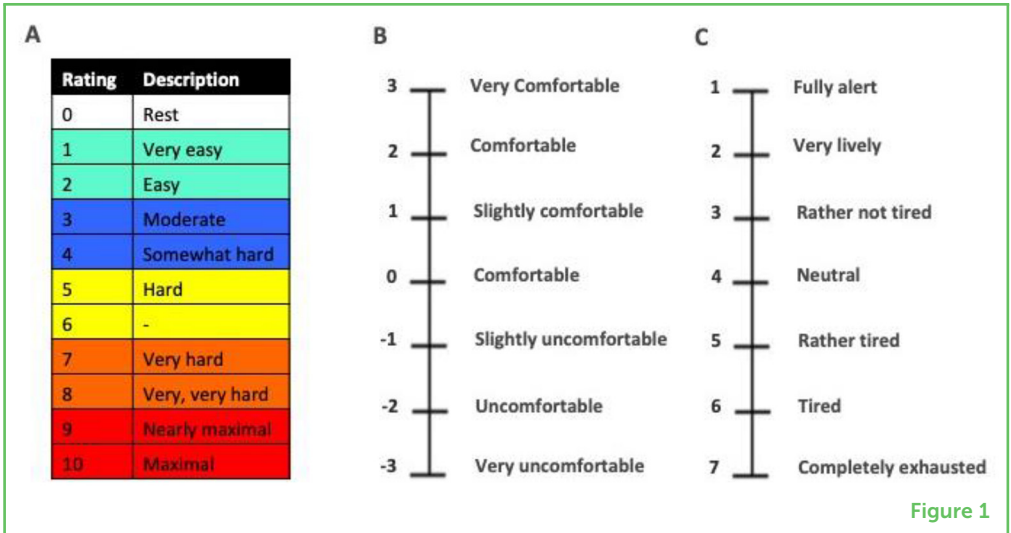 A
Rating Description
0 Rest
1 Very easy
2 Easy
3 Moderate
4 Somewhat hard
5 Hard
6 -
7 Very hard
8 Very, very hard
9 Nearly maximal
10 Maximal
B
3 Very Comfortable
2 Comfortable
1 Slightly comfortable
0 Comfortable
-1 Slightly uncomfortable
-2 Uncomfortable
-3 Very uncomfortable
C
1 Fully alert
2 Very lively
3 Rather not tired
4 Neutral
5 Rather tired
6 Tired
7 Completely exhausted
Figure 1